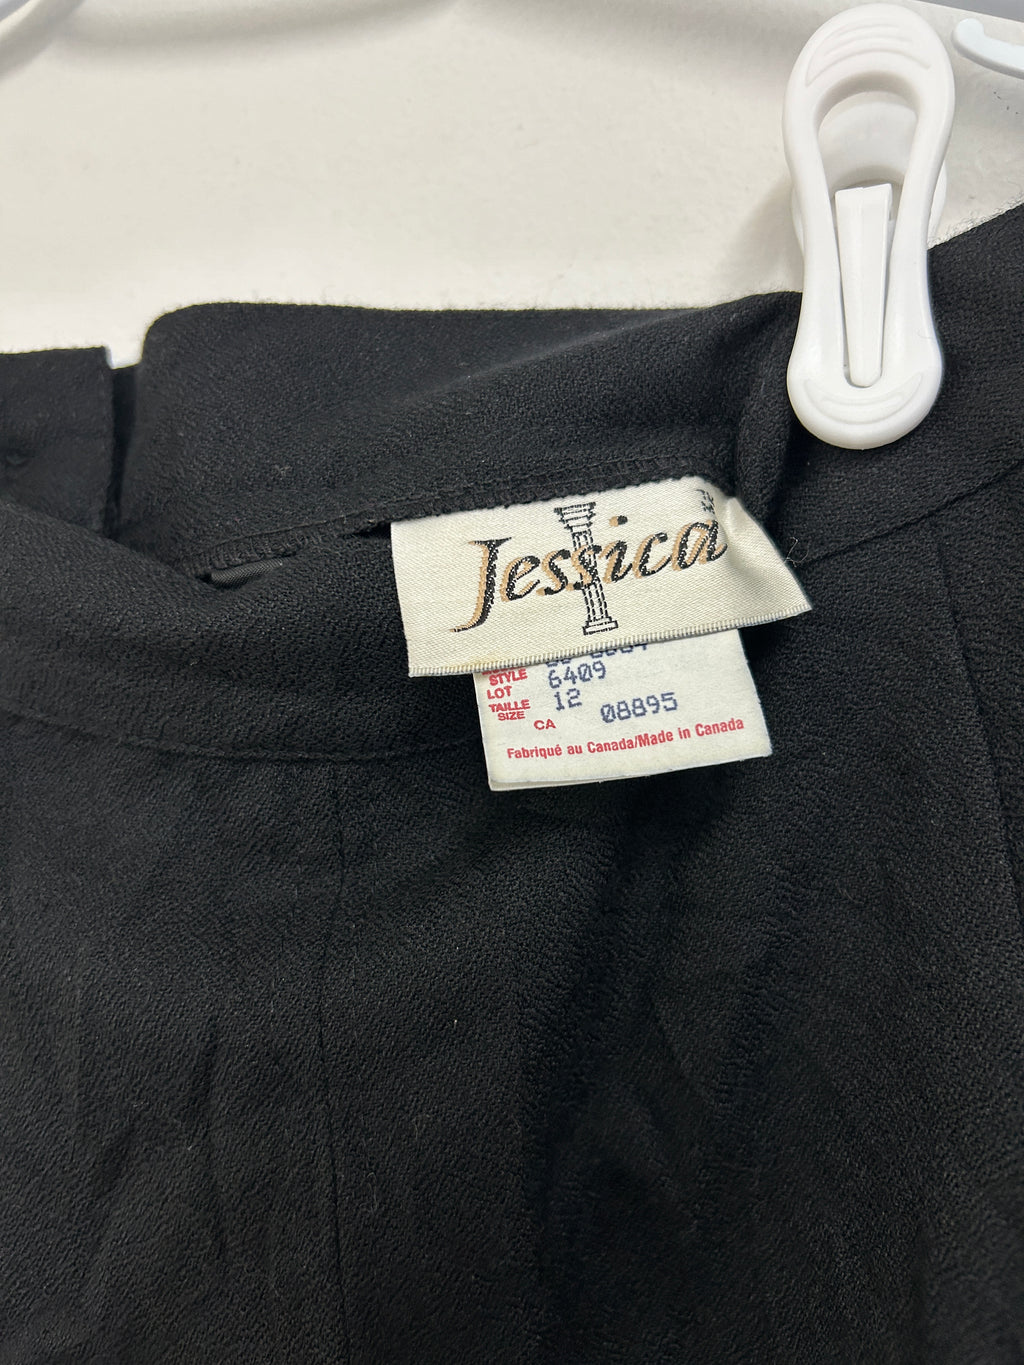 Jessica
STYLE
LOT 6409
TAILLE 12
SIZE
CA 08895
Fabriqué au Canada/Made in Canada